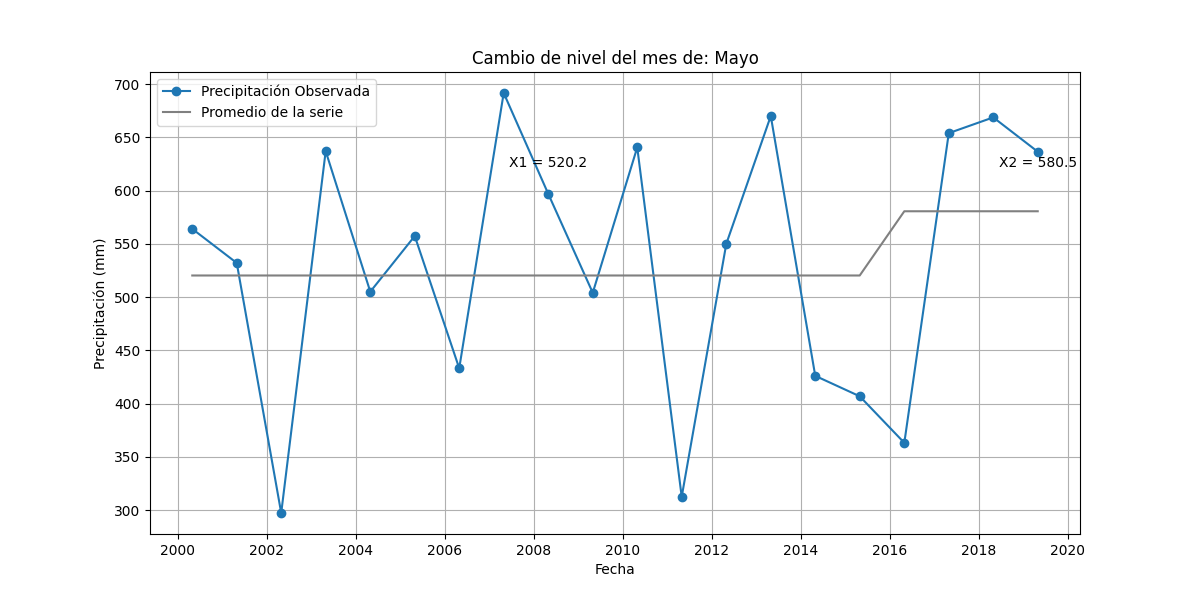 Cambio de nivel del mes de: Mayo
Precipitación Observada
Promedio de la serie
X1 = 520.2
X2 = 580.5
Precipitación (mm)
700
650
600
550
500
450
400
350
300
2000 2002 2004 2006 2008 2010 2012 2014 2016 2018 2020
Fecha